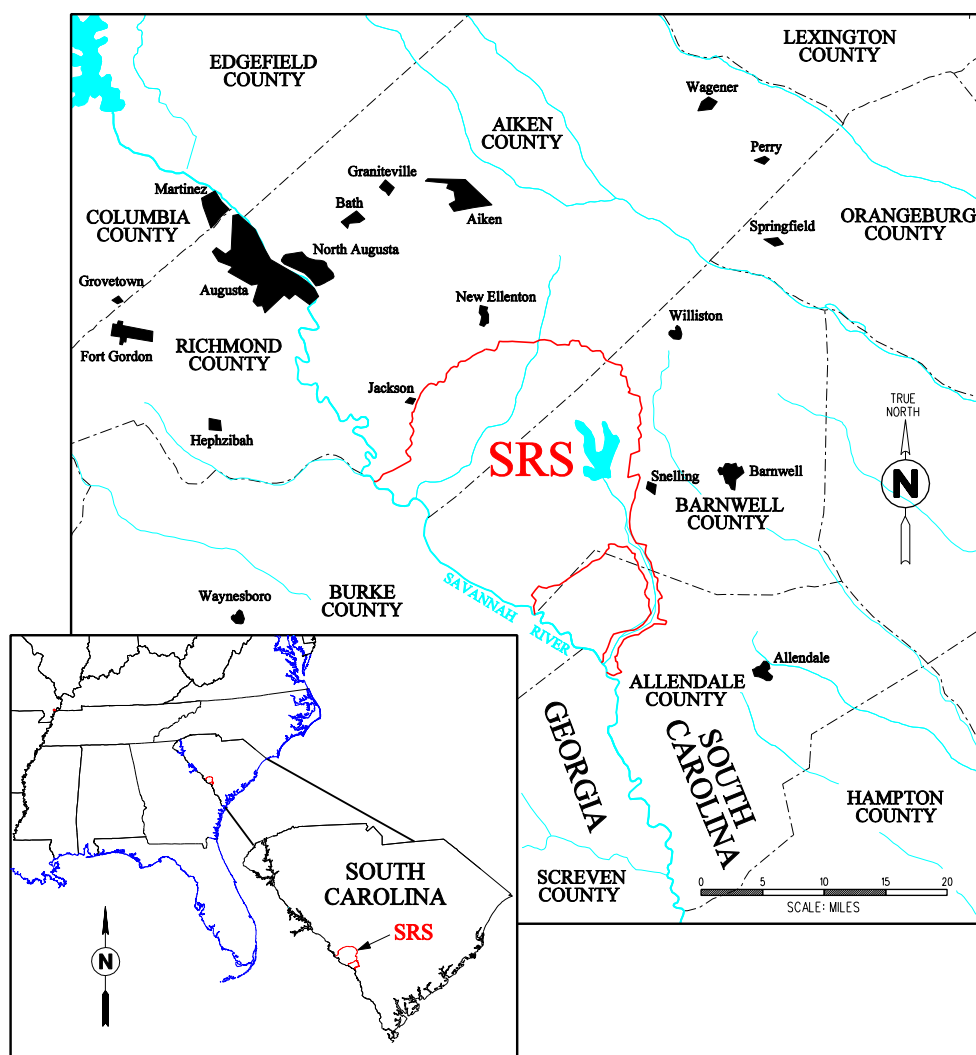 LEXINGTON
COUNTY
EDGEFIELD
COUNTY
Wagener
AIKEN
COUNTY
Perry
Graniteville
Martinez
Bath
Aiken
COLUMBIA
COUNTY
ORANGEBURG
COUNTY
Springfield
North Augusta
Grovetown
Augusta
New Ellenton
Williston
Fort Gordon
RICHMOND
COUNTY
Jackson
TRUE
NORTH
N
Hephzibah
SRS
Snelling
Barnwell
BARNWELL
COUNTY
SAVANNAH RIVER
Waynesboro
BURKE
COUNTY
Allendale
ALLENDALE
COUNTY
GEORGIA
SOUTH
CAROLINA
HAMPTON
COUNTY
SCREVEN
COUNTY
0 5 10 15 20
SCALE: MILES
SOUTH
CAROLINA
SRS
N